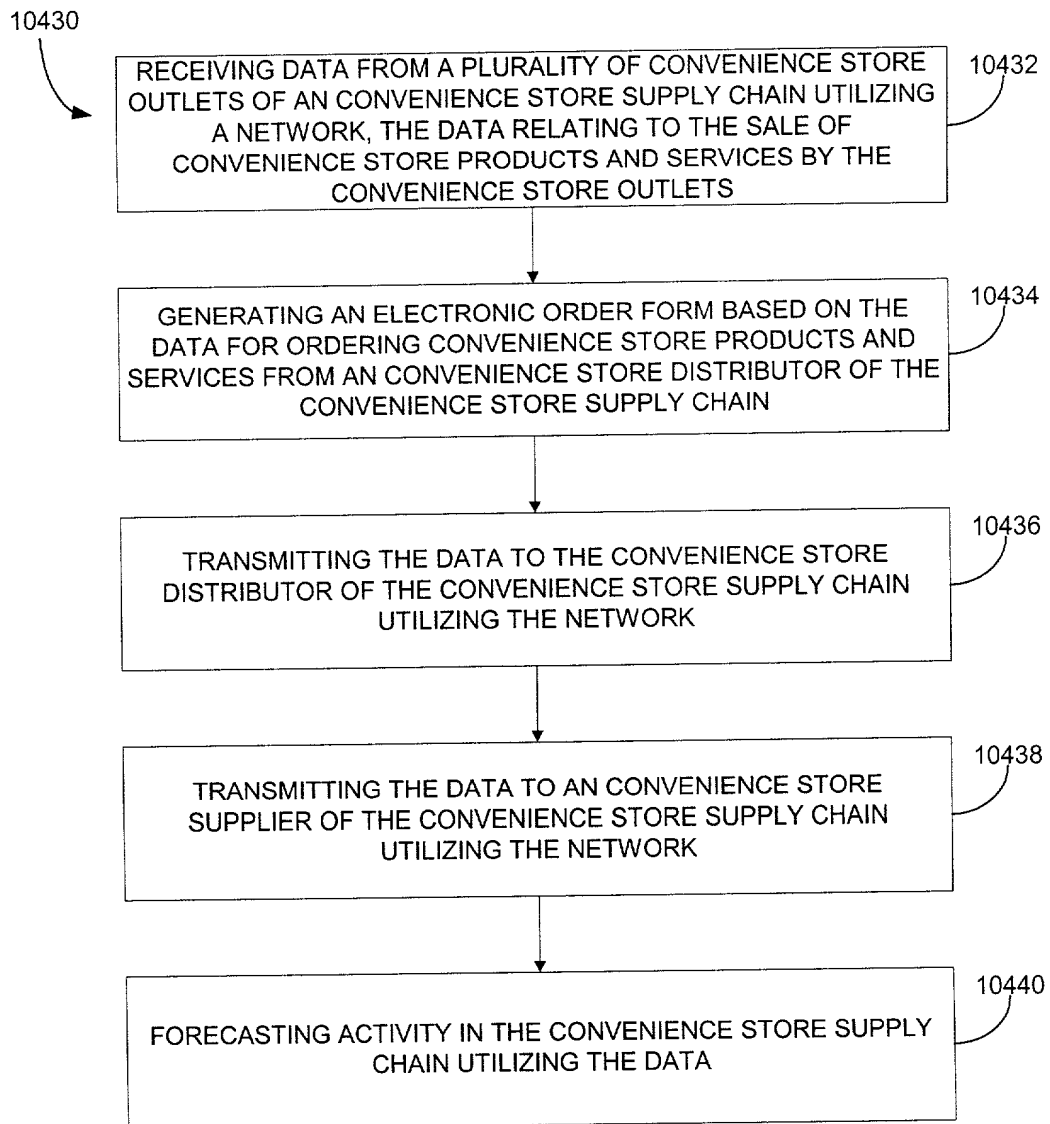 10430
RECEIVING DATA FROM A PLURALITY OF CONVENIENCE STORE
OUTLETS OF AN CONVENIENCE STORE SUPPLY CHAIN UTILIZING
A NETWORK, THE DATA RELATING TO THE SALE OF
CONVENIENCE STORE PRODUCTS AND SERVICES BY THE
CONVENIENCE STORE OUTLETS
10432
GENERATING AN ELECTRONIC ORDER FORM BASED ON THE
DATA FOR ORDERING CONVENIENCE STORE PRODUCTS AND
SERVICES FROM AN CONVENIENCE STORE DISTRIBUTOR OF THE
CONVENIENCE STORE SUPPLY CHAIN
10434
TRANSMITTING THE DATA TO THE CONVENIENCE STORE
DISTRIBUTOR OF THE CONVENIENCE STORE SUPPLY CHAIN
UTILIZING THE NETWORK
10436
TRANSMITTING THE DATA TO AN CONVENIENCE STORE
SUPPLIER OF THE CONVENIENCE STORE SUPPLY CHAIN
UTILIZING THE NETWORK
10438
FORECASTING ACTIVITY IN THE CONVENIENCE STORE SUPPLY
CHAIN UTILIZING THE DATA
10440